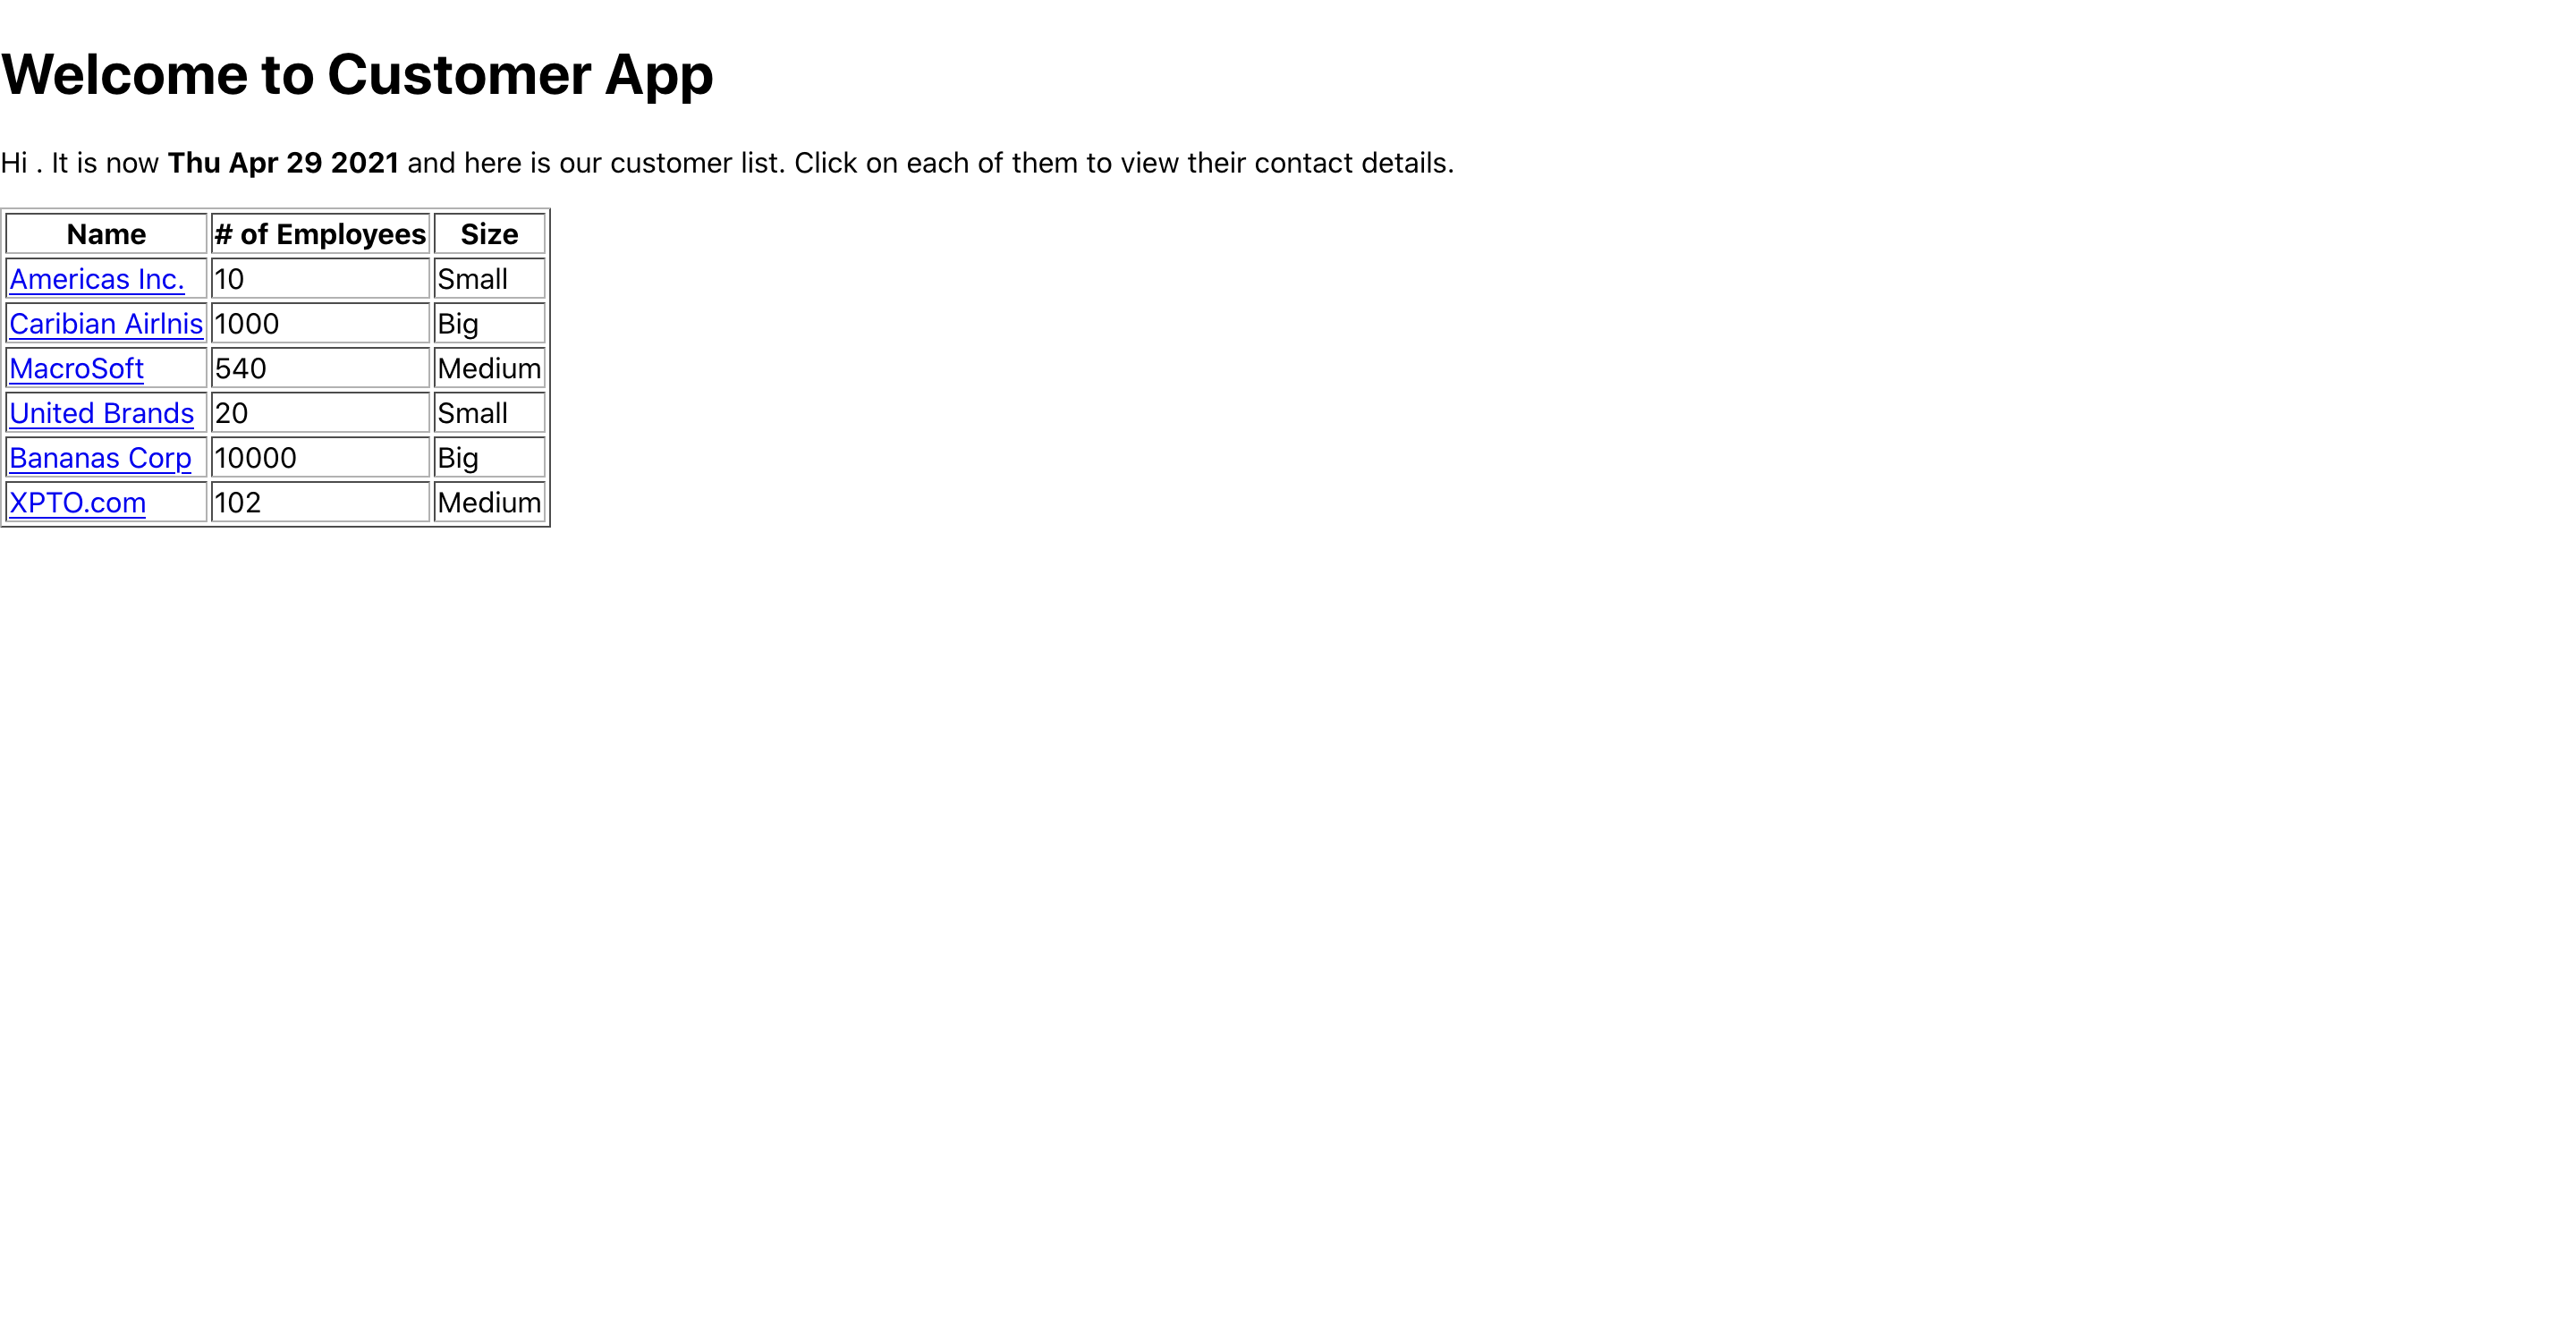 Welcome to Customer App
Hi . It is now Thu Apr 29 2021 and here is our customer list. Click on each of them to view their contact details.
Name # of Employees Size
Americas Inc. 10 Small
Caribian Airlnis 1000 Big
MacroSoft 540 Medium
United Brands 20 Small
Bananas Corp 10000 Big
XPTO.com 102 Medium